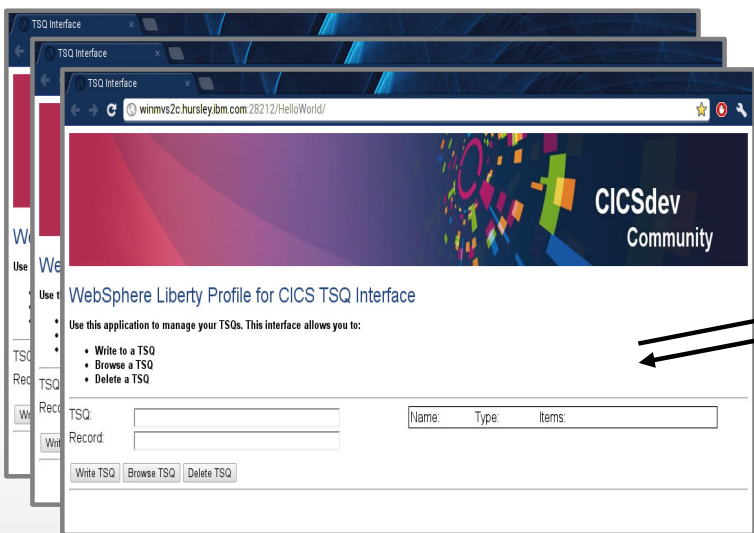 TSQ Interface
TSQ Interface
TSQ Interface
winmvs2c.hursley.ibm.com:28212/HelloWorld/
CICSdev
Community
WebSphere Liberty Profile for CICS TSQ Interface
Use this application to manage your TSQs. This interface allows you to:
• Write to a TSQ
• Browse a TSQ
• Delete a TSQ
TSQ:
Record:
Name: Type: Items:
Write TSQ Browse TSQ Delete TSQ
We
Use t
TSQ
Reco
Writ
W
Use
TSQ
Rec
Wr